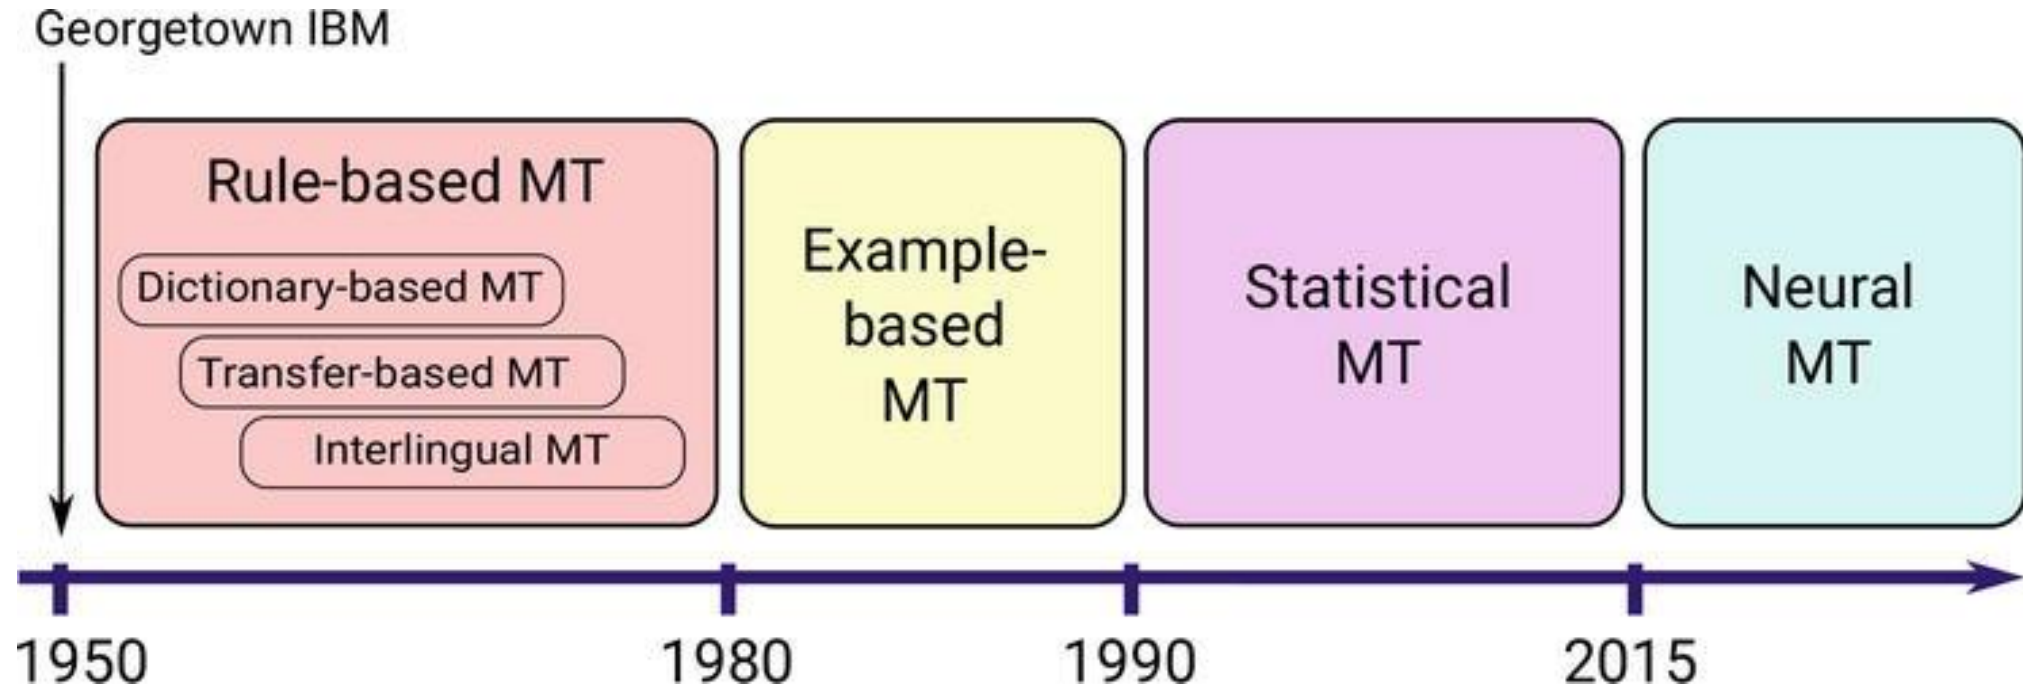 Georgetown IBM
Rule-based MT
Dictionary-based MT
Transfer-based MT
Interlingual MT
Example-
based
MT
Statistical
MT
Neural
MT
1950
1980
1990
2015